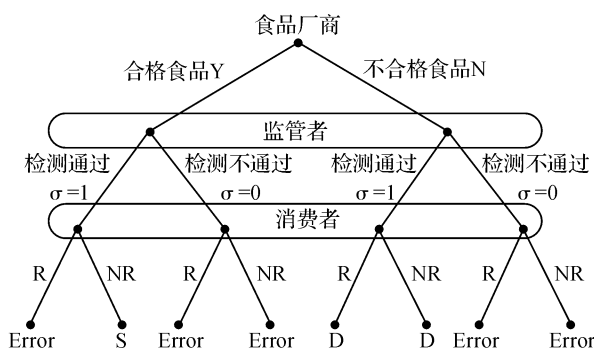 食品厂商
合格食品Y 不合格食品N
监管者
检测通过 检测不通过 检测通过 检测不通过
σ=1 σ=0 σ=1 σ=0
消费者
R NR R NR R NR R NR
Error S Error Error D D Error Error